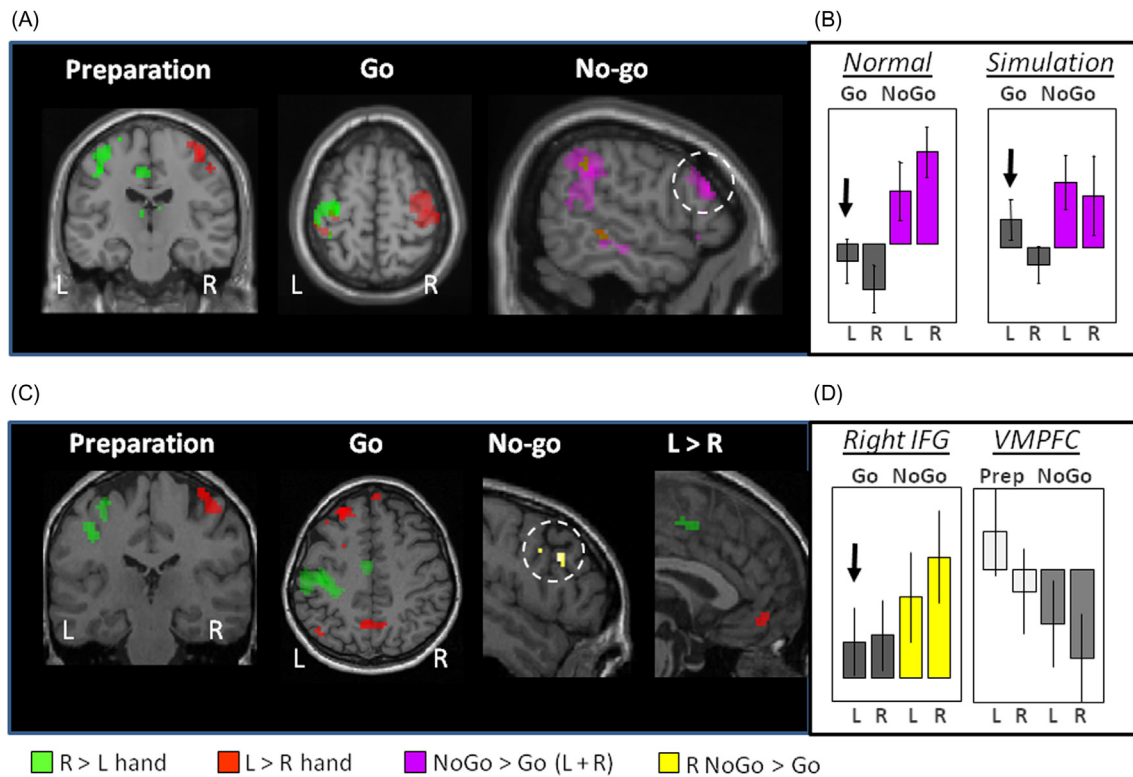 (A)
Preparation Go No-go
L R L R
(B)
Normal Simulation
Go NoGo Go NoGo
L R L R L R L R
(C)
Preparation Go No-go L > R
L R L R
(D)
Right IFG VMPFC
Go NoGo Prep NoGo
L R L R L R L R
R > L hand L > R hand NoGo > Go (L + R) R NoGo > Go